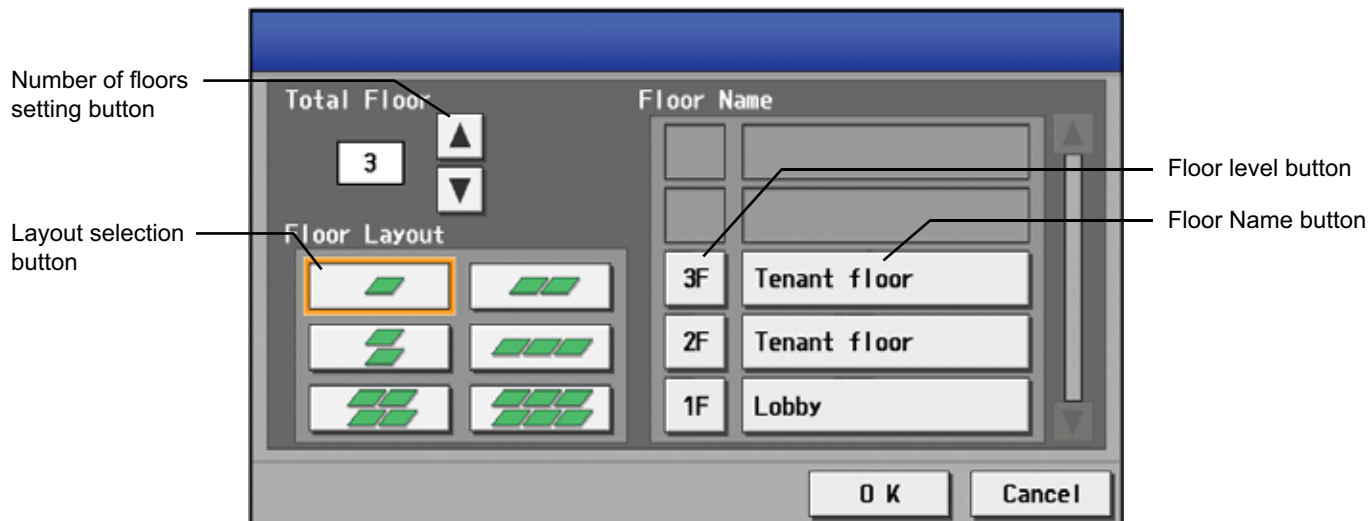 Number of floors
setting button
Total Floor
3
Layout selection
button
Floor Layout
Floor Name
3F Tenant floor
2F Tenant floor
1F Lobby
Floor level button
Floor Name button
O K
Cancel